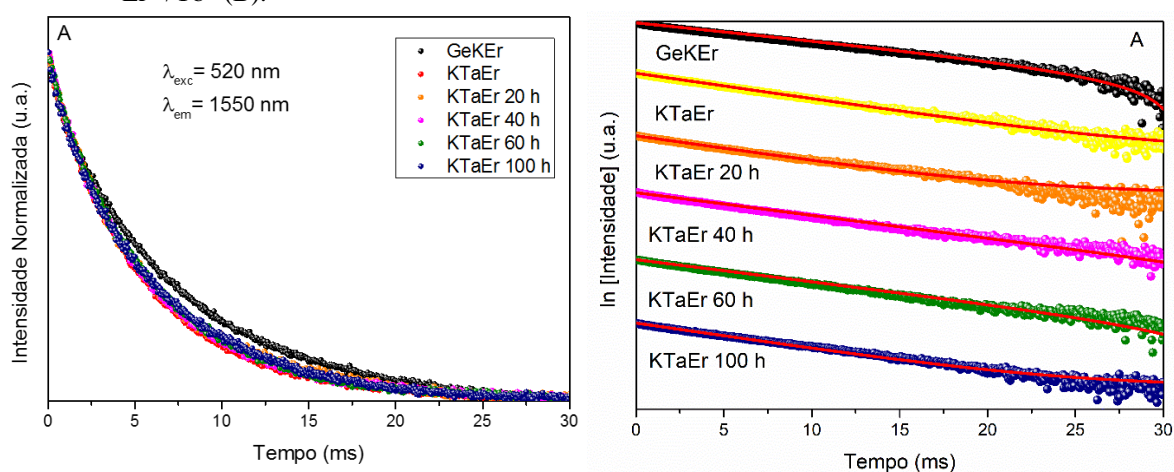 A
λexc= 520 nm
λem= 1550 nm
GeKEr
KTaEr
KTaEr 20 h
KTaEr 40 h
KTaEr 60 h
KTaEr 100 h
Intensidade Normalizada (u.a.)
0 5 10 15 20 25 30
Tempo (ms)
A
GeKEr
KTaEr
KTaEr 20 h
KTaEr 40 h
KTaEr 60 h
KTaEr 100 h
ln [Intensidade] (u.a.)
0 5 10 15 20 25 30
Tempo (ms)